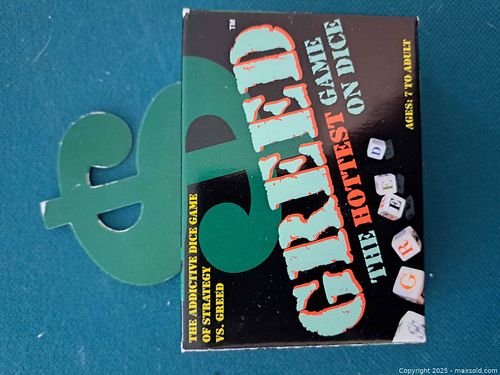 GREED
™
THE HOTTEST GAME
ON DICE
AGES: 7 TO ADULT
THE ADDICTIVE DICE GAME
OF STRATEGY
VS. GREED
G
R
E
E
D
Copyright 2025 - maxsold.com